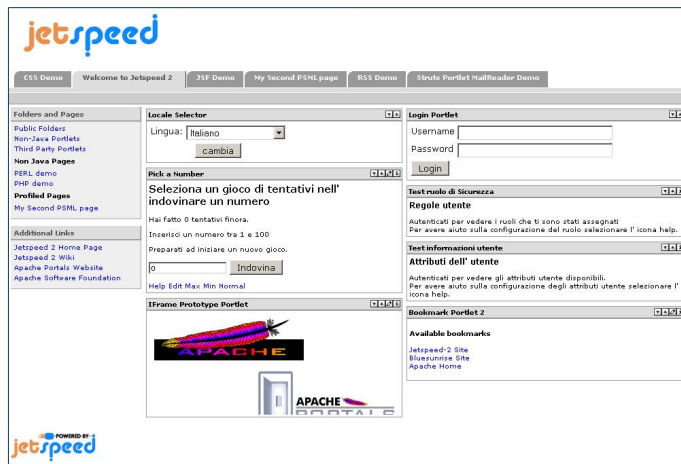 jetspeed
CSS Demo
Welcome to Jetspeed 2
JSF Demo
My Second PSML page
RSS Demo
Struts Portlet MailReader Demo
Folders and Pages
Public Folders
Non-Java Portlets
Third Party Portlets
Non Java Pages
PERL demo
PHP demo
Profiled Pages
My Second PSML page
Additional Links
Jetspeed 2 Home Page
Jetspeed 2 Wiki
Apache Portals Website
Apache Software Foundation
Locale Selector
Lingua: Italiano
cambia
Pick a Number
Seleziona un gioco di tentativi nell'
indovinare un numero
Hai fatto 0 tentativi finora.
Inserisci un numero tra 1 e 100
Preparati ad iniziare un nuovo gioco.
0 Indovina
Help Edit Max Min Normal
IFrame Prototype Portlet
APACHE
APACHE
PORTALS
Login Portlet
Username
Password
Login
Test ruolo di Sicurezza
Regole utente
Autenticati per vedere i ruoli che ti sono stati assegnati
Per avere aiuto sulla configurazione del ruolo selezionare l' icona help.
Test informazioni utente
Attributi dell' utente
Autenticati per vedere gli attributi utente disponibili.
Per avere aiuto sulla configurazione degli attributi utente selezionare l'
icona help.
Bookmark Portlet 2
Available bookmarks
Jetspeed-2 Site
Bluesunrise Site
Apache Home
POWERED BY
jetspeed